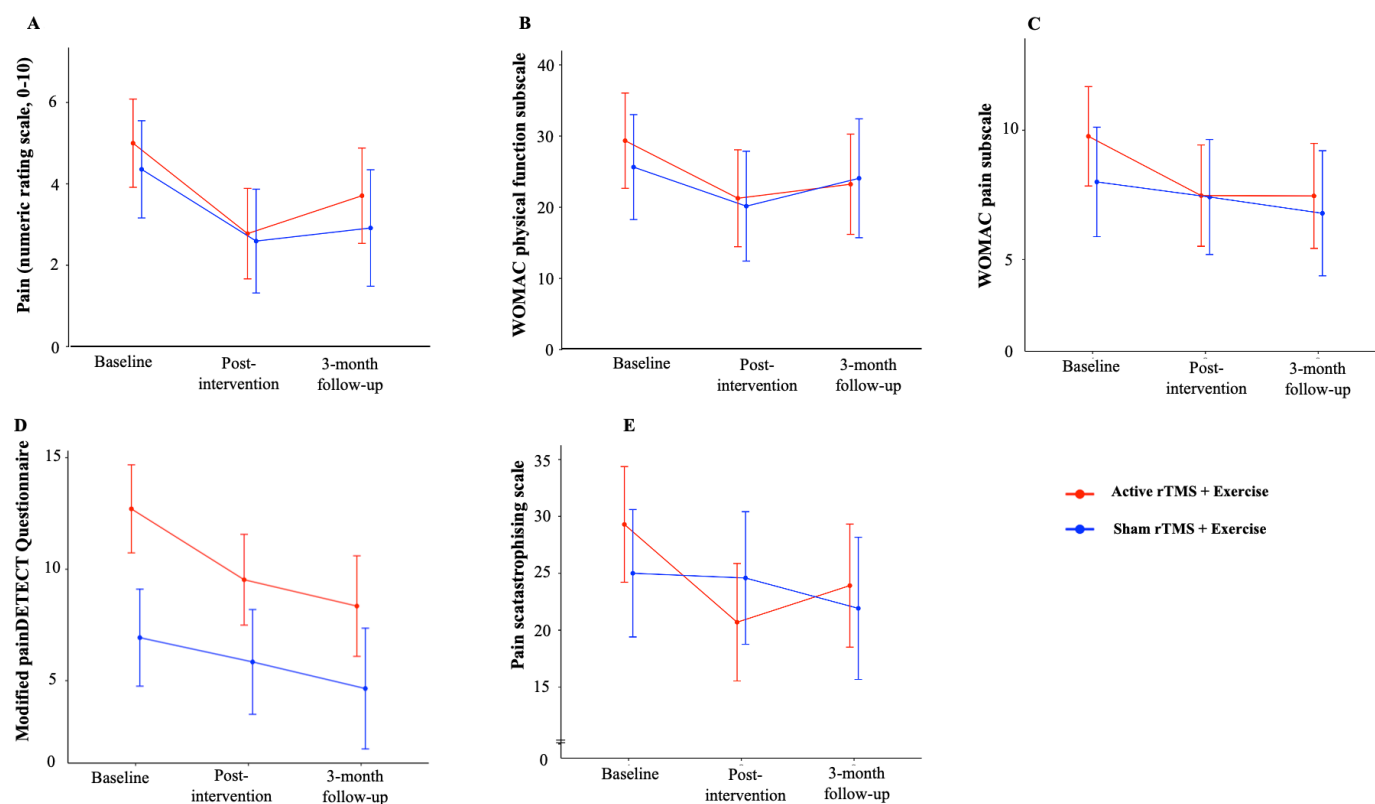 A
Pain (numeric rating scale, 0-10)
6
4
2
0
Baseline
Post-
intervention
3-month
follow-up
B
WOMAC physical function subscale
40
30
20
10
0
Baseline
Post-
intervention
3-month
follow-up
C
WOMAC pain subscale
10
5
0
Baseline
Post-
intervention
3-month
follow-up
D
Modified painDETECT Questionnaire
15
10
5
0
Baseline
Post-
intervention
3-month
follow-up
E
Pain scatastrophising scale
35
30
25
20
15
0
Baseline
Post-
intervention
3-month
follow-up
Active rTMS + Exercise
Sham rTMS + Exercise